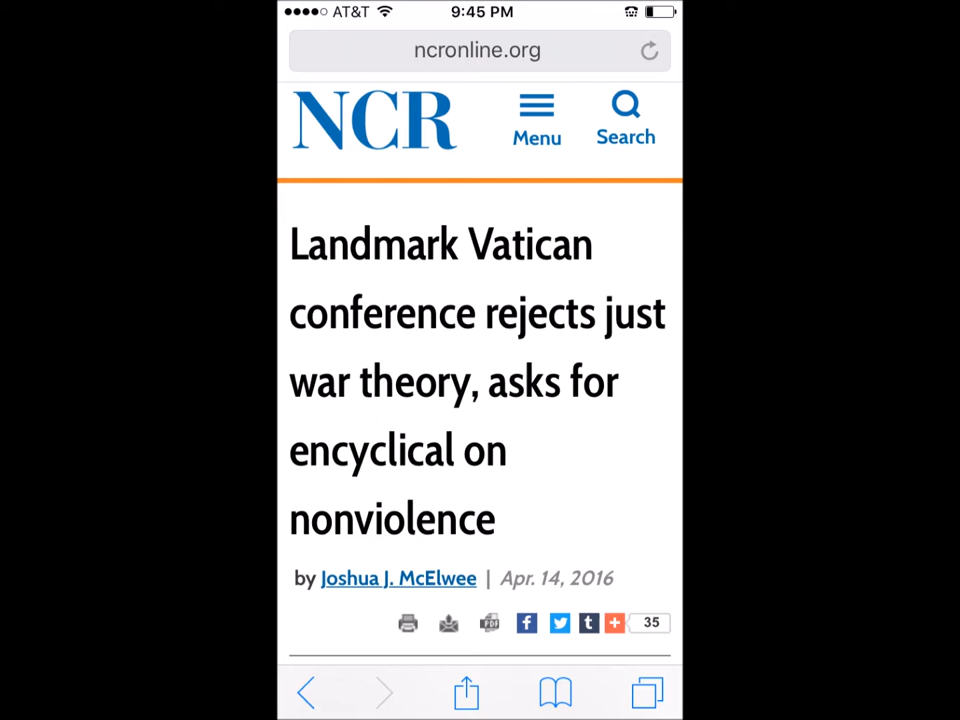 AT&T 9:45 PM
ncronline.org
NCR Menu Search
Landmark Vatican
conference rejects just
war theory, asks for
encyclical on
nonviolence
by Joshua J. McElwee | Apr. 14, 2016
PDF f t + 35